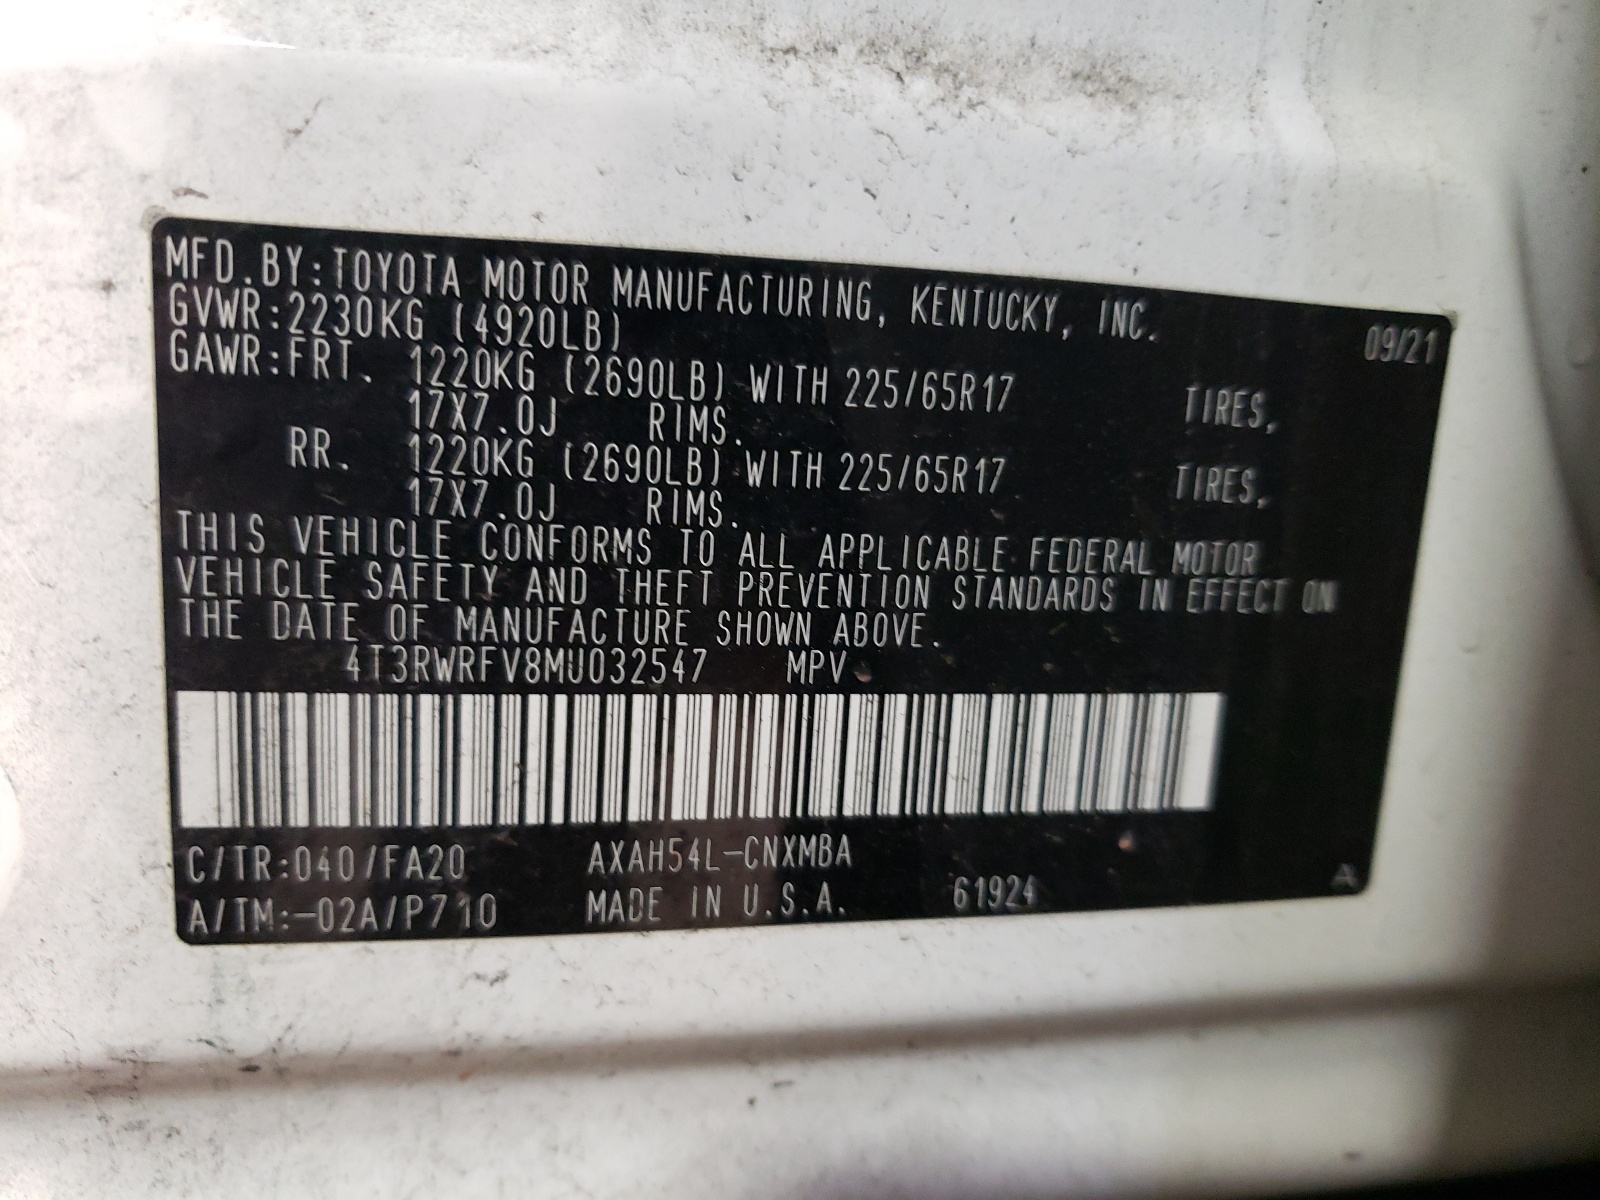 MFD.BY:TOYOTA MOTOR MANUFACTURING, KENTUCKY, INC.
09/21
GVWR:2230KG (4920LB)
GAWR:FRT. 1220KG (2690LB) WITH 225/65R17 TIRES,
17X7.0J RIMS.
RR. 1220KG (2690LB) WITH 225/65R17 TIRES,
17X7.0J RIMS.
THIS VEHICLE CONFORMS TO ALL APPLICABLE FEDERAL MOTOR
VEHICLE SAFETY AND THEFT PREVENTION STANDARDS IN EFFECT ON
THE DATE OF MANUFACTURE SHOWN ABOVE.
4T3RWRFV8MU032547 MPV
C/TR:040/FA20 AXAH54L-CNXMBA
A/TM:-02A/P710 MADE IN U.S.A. 61924
A